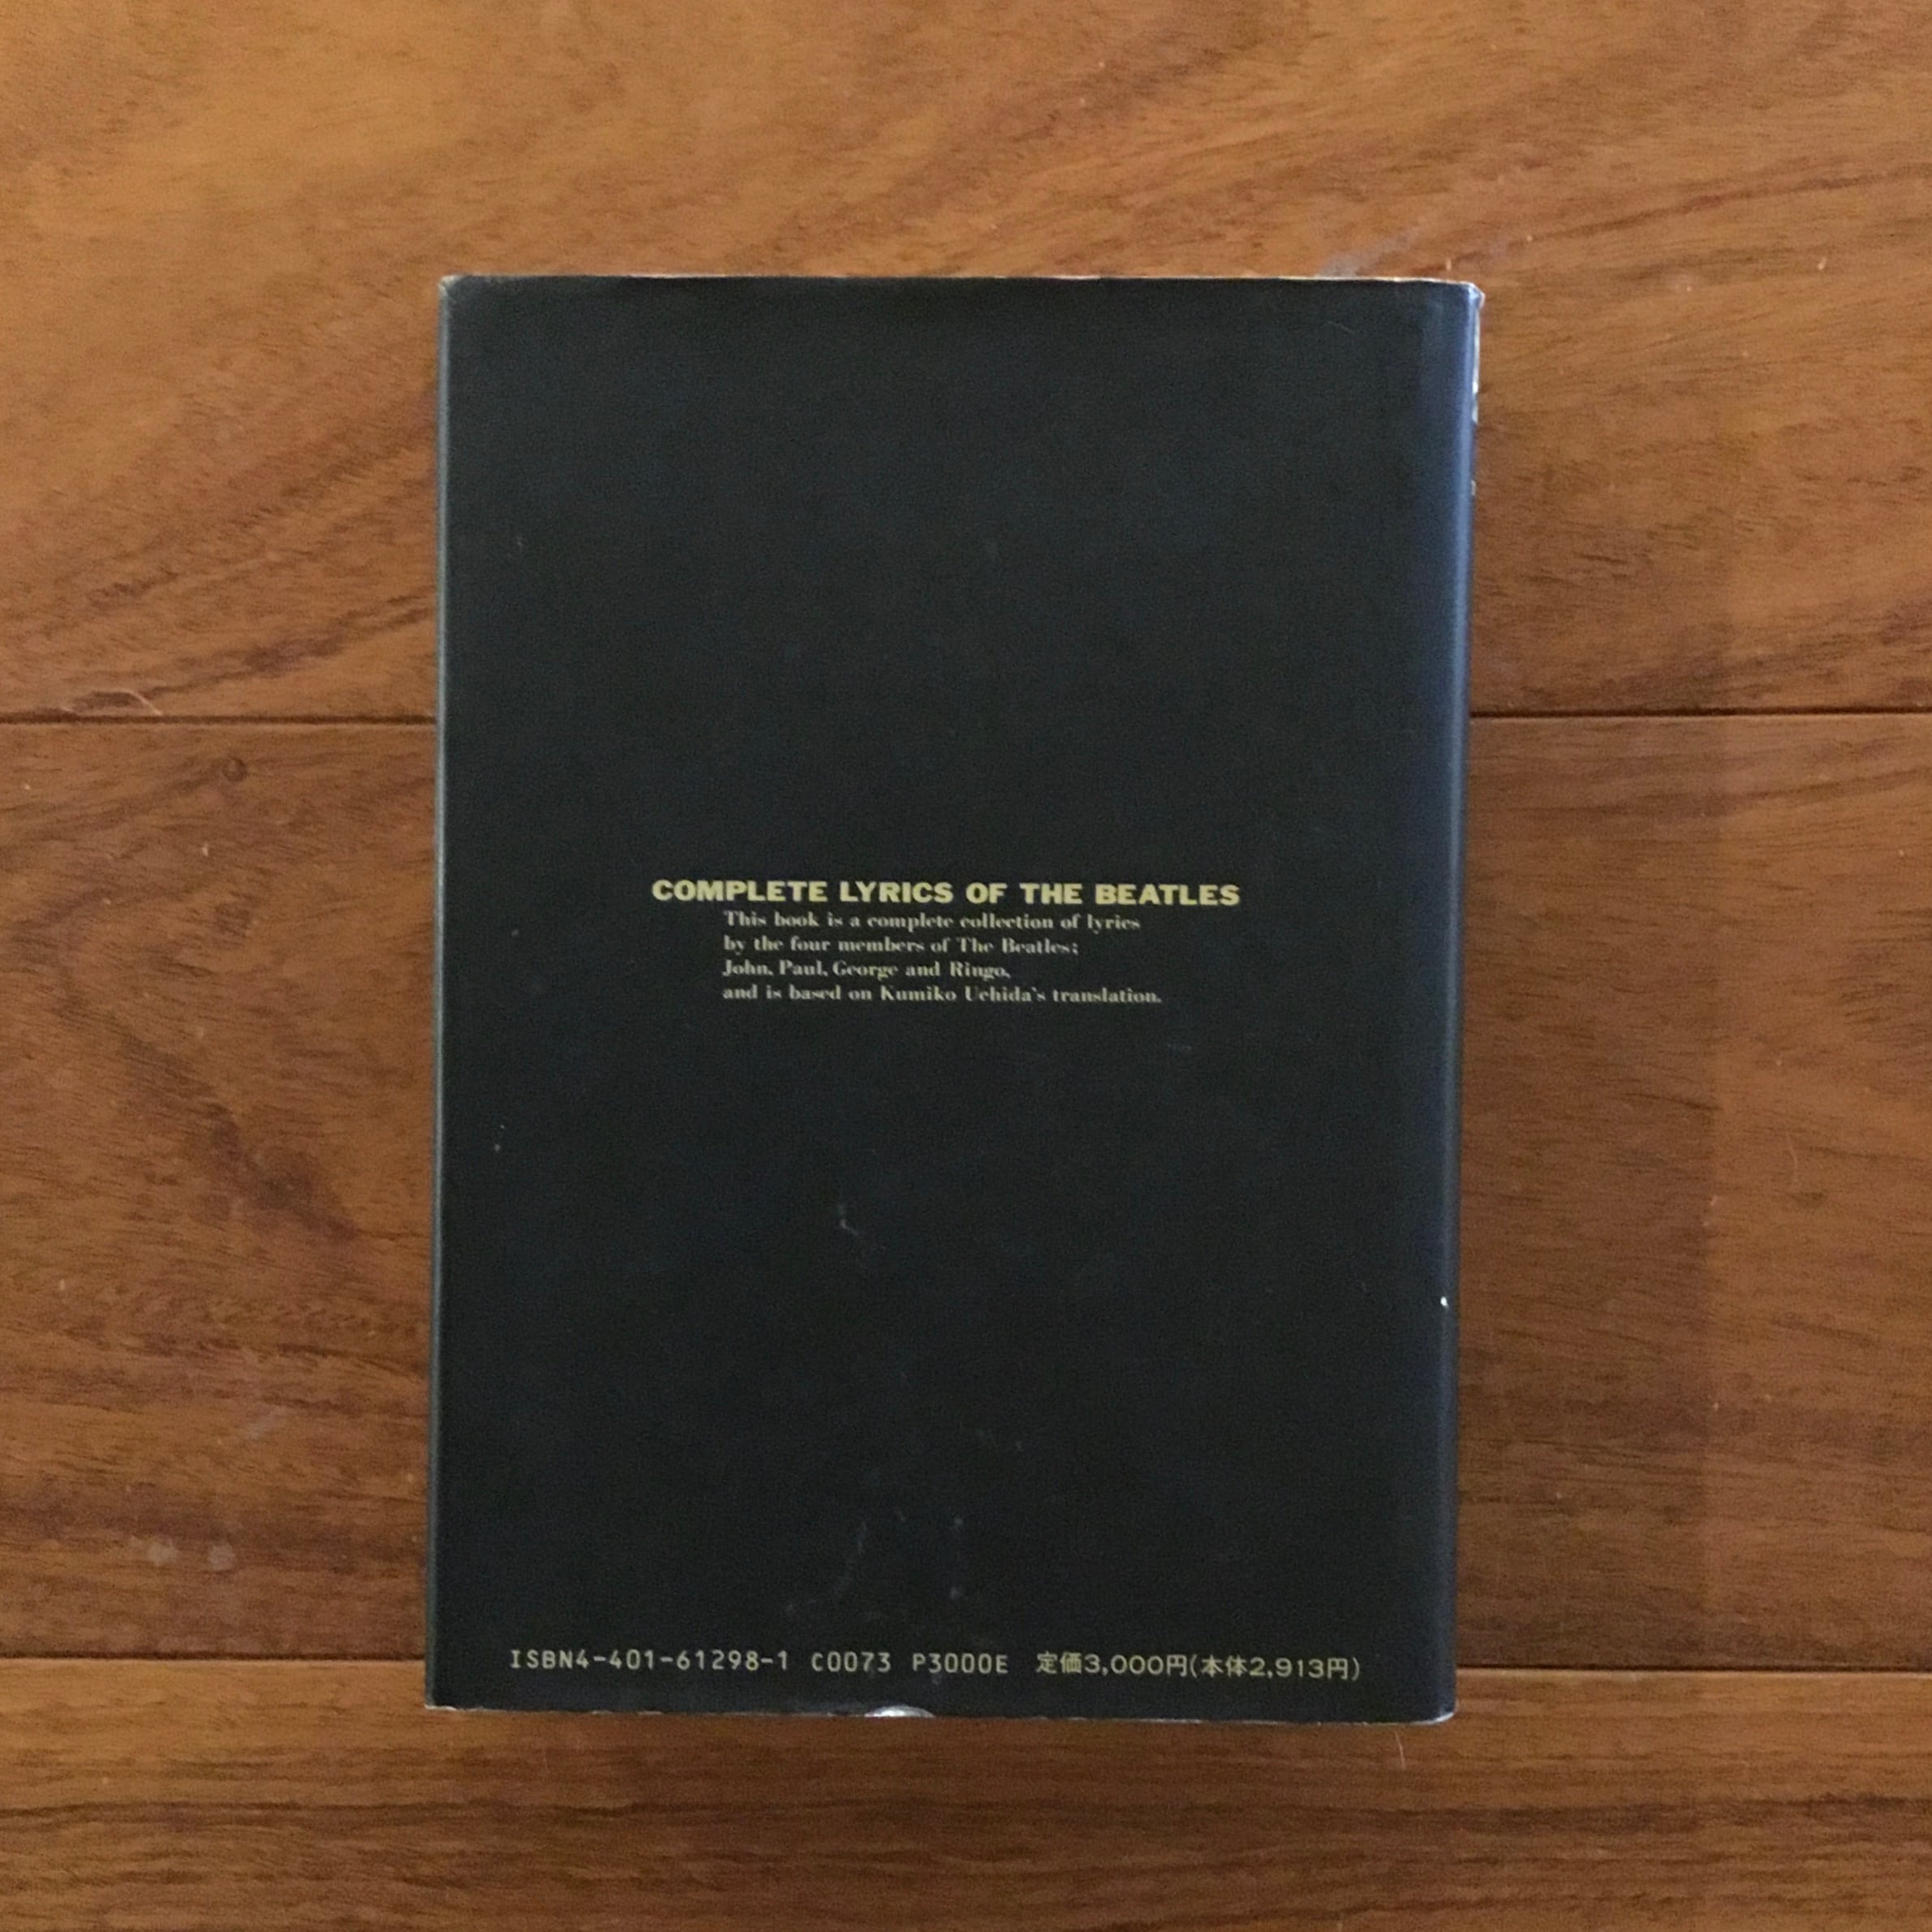 COMPLETE LYRICS OF THE BEATLES
This book is a complete collection of lyrics
by the four members of The Beatles;
John, Paul, George and Ringo,
and is based on Kumiko Uchida's translation.
ISBN4-401-61298-1 C0073 P3000E 定価3,000円(本体2,913円)